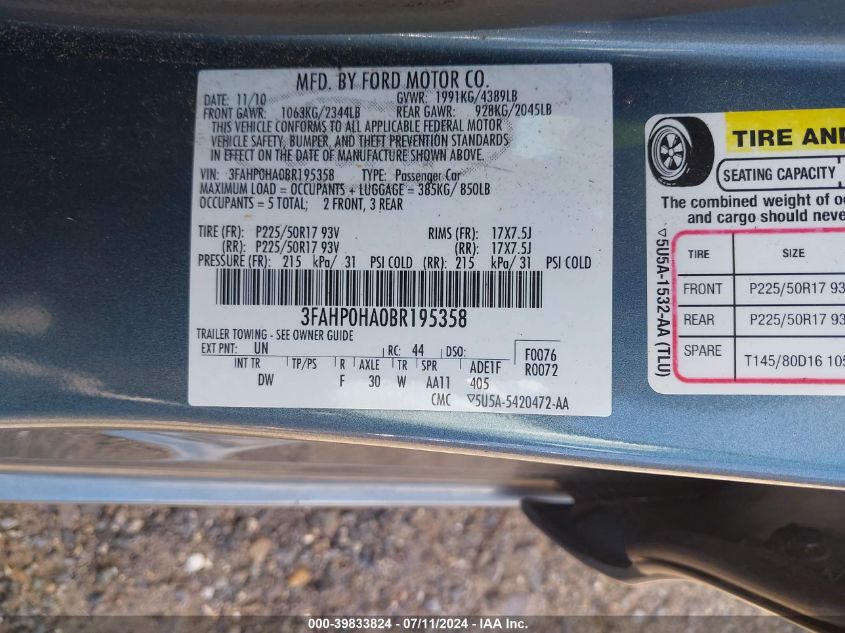 MFD. BY FORD MOTOR CO.
DATE: 11/10 GVWR: 1991KG/4389LB
FRONT GAWR: 1063KG/2344LB REAR GAWR: 928KG/2045LB
THIS VEHICLE CONFORMS TO ALL APPLICABLE FEDERAL MOTOR
VEHICLE SAFETY, BUMPER, AND THEFT PREVENTION STANDARDS
IN EFFECT ON THE DATE OF MANUFACTURE SHOWN ABOVE.
VIN: 3FAHP0HA0BR195358 TYPE: Passenger Car
MAXIMUM LOAD = OCCUPANTS + LUGGAGE = 385KG/ 850LB
OCCUPANTS = 5 TOTAL; 2 FRONT, 3 REAR
TIRE (FR): P225/50R17 93V RIMS (FR): 17X7.5J
(RR): P225/50R17 93V (RR): 17X7.5J
PRESSURE (FR): 215 kPa/ 31 PSI COLD (RR): 215 kPa/ 31 PSI COLD
3FAHP0HA0BR195358
TRAILER TOWING - SEE OWNER GUIDE
EXT PNT: UN RC: 44 DSO: F0076
R0072
INT TR TP/PS R AXLE TR SPR ADE1F
DW F 30 W AA11 405
CMC ▽5U5A-5420472-AA
TIRE AND
SEATING CAPACITY
The combined weight of oc
and cargo should neve
TIRE SIZE
FRONT P225/50R17 93
REAR P225/50R17 93
SPARE T145/80D16 105
▽5U5A-1532-AA (TLU)
000-39833824 - 07/11/2024 - IAA Inc.